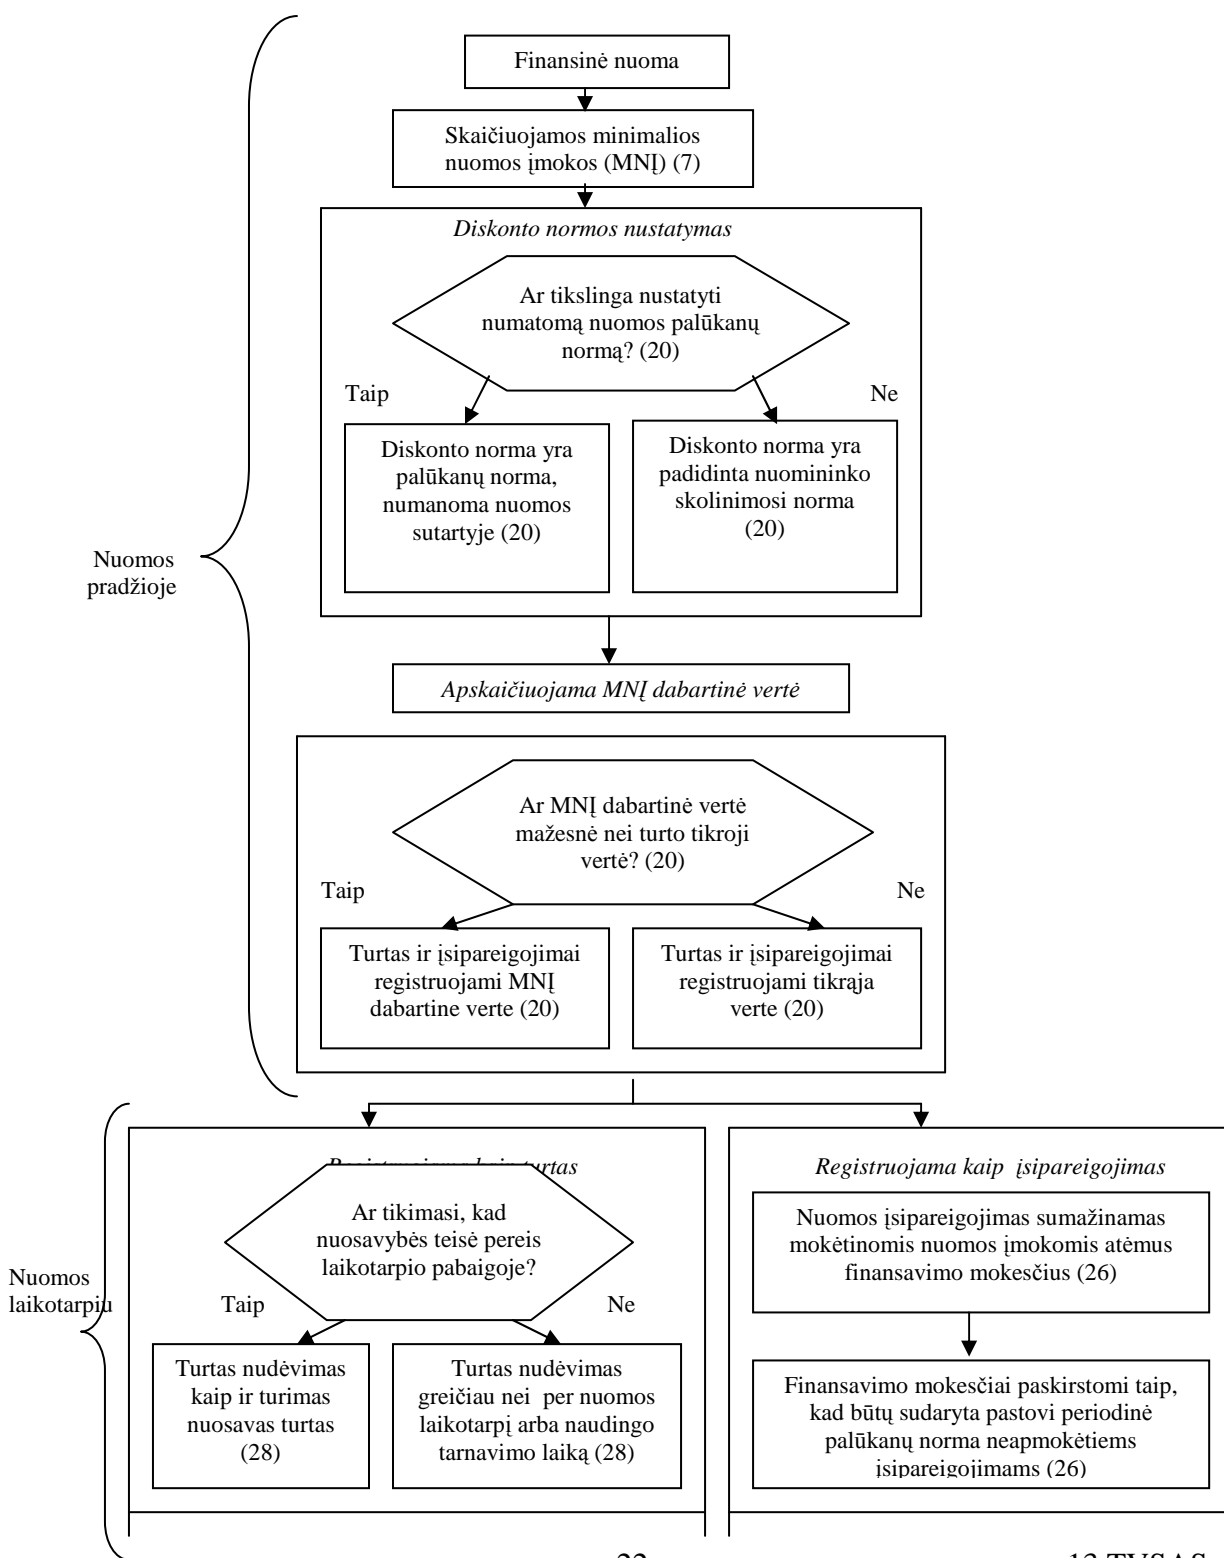 Finansinė nuoma
Skaičiuojamos minimalios
nuomos įmokos (MNĮ) (7)
Diskonto normos nustatymas
Ar tikslinga nustatyti
numatomą nuomos palūkanų
normą? (20)
Taip
Ne
Diskonto norma yra
palūkanų norma,
numanoma nuomos
sutartyje (20)
Diskonto norma yra
padidinta nuomininko
skolinimosi norma
(20)
Nuomos
pradžioje
Apskaičiuojama MNĮ dabartinė vertė
Ar MNĮ dabartinė vertė
mažesnė nei turto tikroji
vertė? (20)
Taip
Ne
Turtas ir įsipareigojimai
registruojami MNĮ
dabartine verte (20)
Turtas ir įsipareigojimai
registruojami tikrąja
verte (20)
Registruojama kaip turtas
Ar tikimasi, kad
nuosavybės teisė pereis
laikotarpio pabaigoje?
Taip
Ne
Turtas nudėvimas
kaip ir turimas
nuosavas turtas
(28)
Turtas nudėvimas
greičiau nei  per nuomos
laikotarpį arba naudingo
tarnavimo laiką (28)
Registruojama kaip  įsipareigojimas
Nuomos įsipareigojimas sumažinamas
mokėtinomis nuomos įmokomis atėmus
finansavimo mokesčius (26)
Finansavimo mokesčiai paskirstomi taip,
kad būtų sudaryta pastovi periodinė
palūkanų norma neapmokėtiems
įsipareigojimams (26)
Nuomos
laikotarpiu
22
13 TVSAS